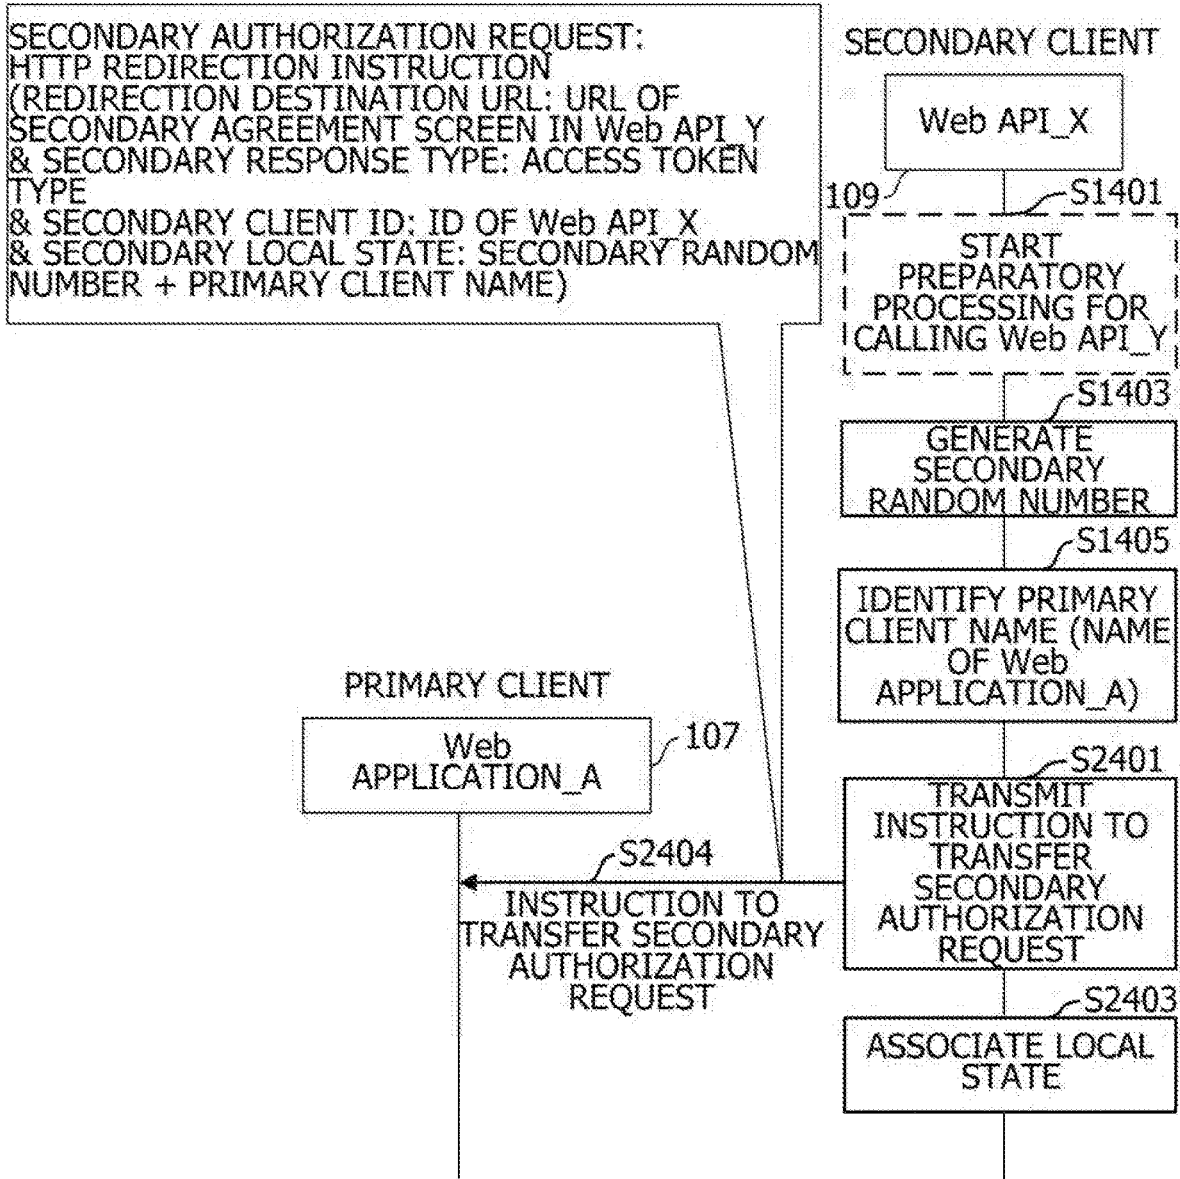 SECONDARY AUTHORIZATION REQUEST:
HTTP REDIRECTION INSTRUCTION
(REDIRECTION DESTINATION URL: URL OF
SECONDARY AGREEMENT SCREEN IN Web API_Y
& SECONDARY RESPONSE TYPE: ACCESS TOKEN
TYPE
& SECONDARY CLIENT ID: ID OF Web API_X
& SECONDARY LOCAL STATE: SECONDARY RANDOM
NUMBER + PRIMARY CLIENT NAME)
SECONDARY CLIENT
Web API_X
109
S1401
START
PREPARATORY
PROCESSING FOR
CALLING Web API_Y
S1403
GENERATE
SECONDARY
RANDOM NUMBER
S1405
IDENTIFY PRIMARY
CLIENT NAME (NAME
OF Web
APPLICATION_A)
PRIMARY CLIENT
Web
APPLICATION_A
107
S2401
TRANSMIT
INSTRUCTION TO
TRANSFER
SECONDARY
AUTHORIZATION
REQUEST
S2404
INSTRUCTION TO
TRANSFER SECONDARY
AUTHORIZATION
REQUEST
S2403
ASSOCIATE LOCAL
STATE